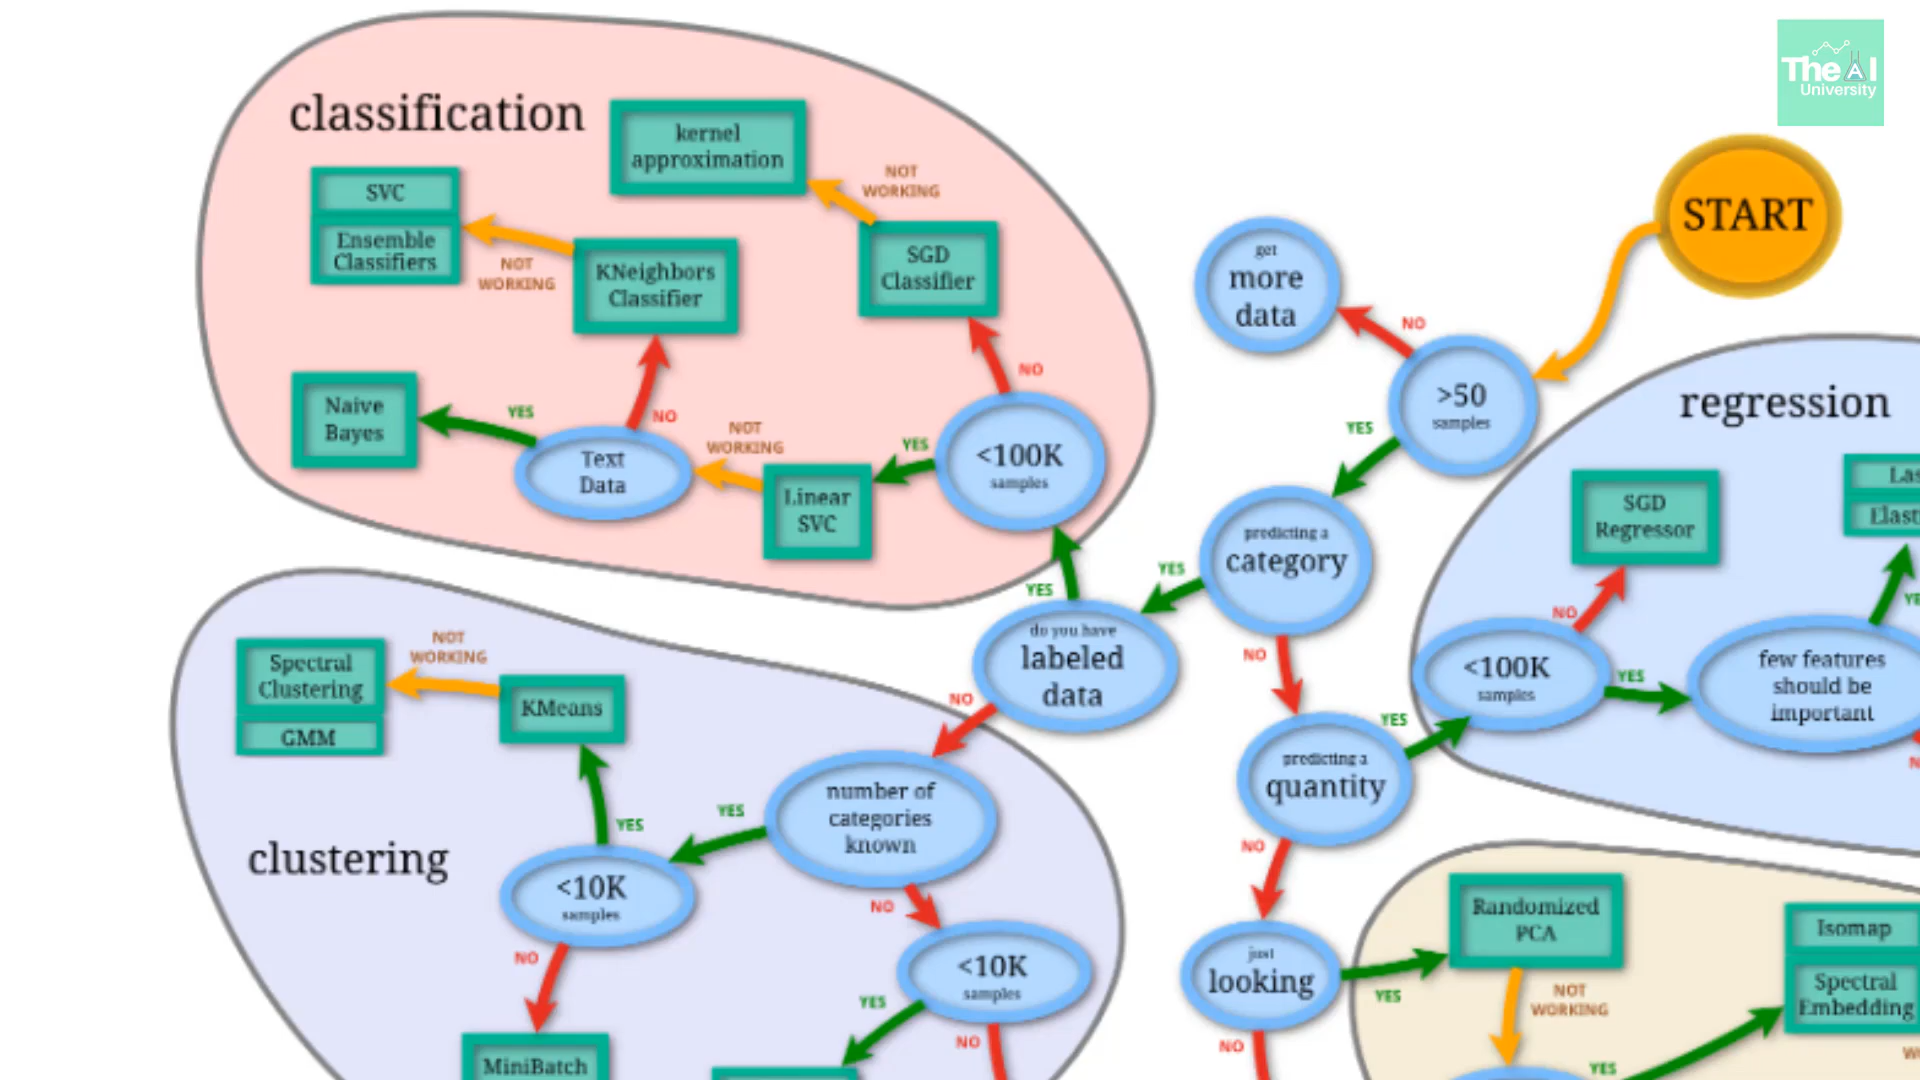 The AI
University
START
get
more
data
NO
>50
samples
YES
predicting a
category
YES
NO
do you have
labeled
data
YES
NO
predicting a
quantity
YES
NO
just
looking
YES
NO
classification
kernel
approximation
NOT
WORKING
SVC
Ensemble
Classifiers
NOT
WORKING
KNeighbors
Classifier
SGD
Classifier
NO
Naive
Bayes
YES
NO
Text
Data
NOT
WORKING
Linear
SVC
YES
<100K
samples
regression
SGD
Regressor
NO
<100K
samples
YES
few features
should be
important
clustering
Spectral
Clustering
GMM
NOT
WORKING
KMeans
YES
<10K
samples
YES
number of
categories
known
NO
NO
MiniBatch
<10K
samples
YES
NO
Randomized
PCA
NOT
WORKING
YES
Isomap
Spectral
Embedding